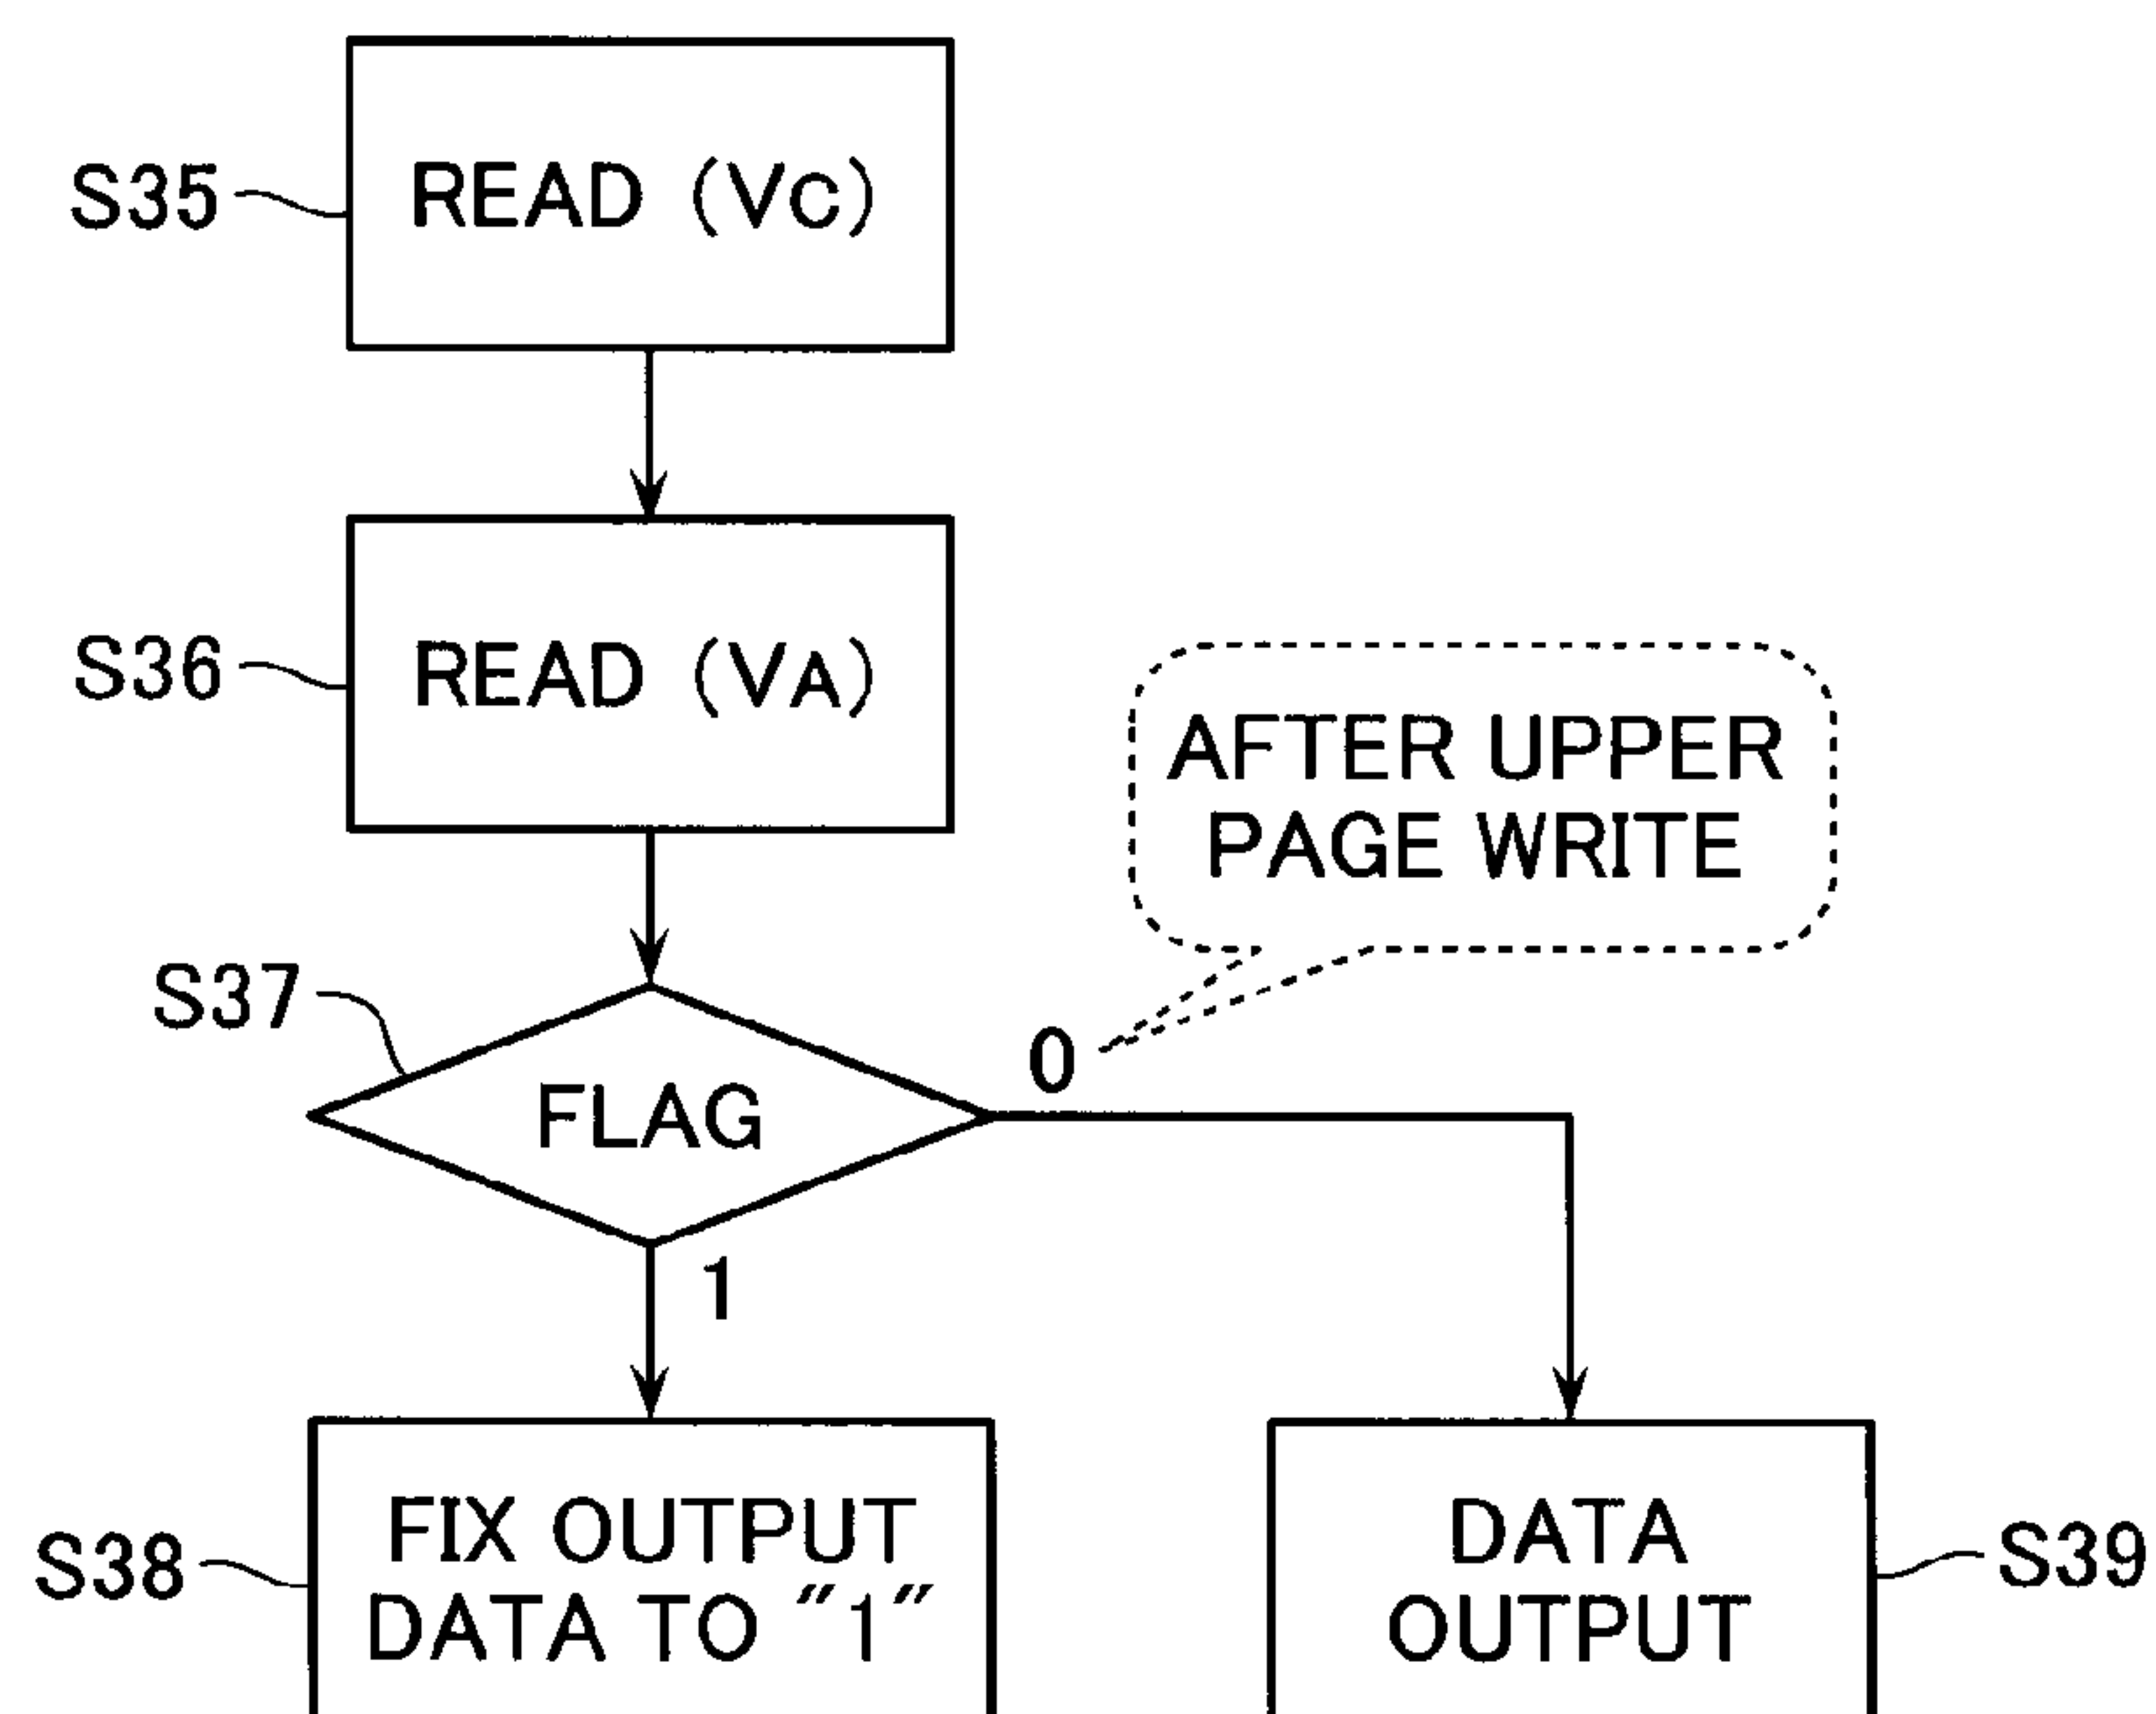 S35
READ (VC)
S36
READ (VA)
AFTER UPPER
PAGE WRITE
S37
FLAG
0
1
S38
FIX OUTPUT
DATA TO "1"
DATA
OUTPUT
S39